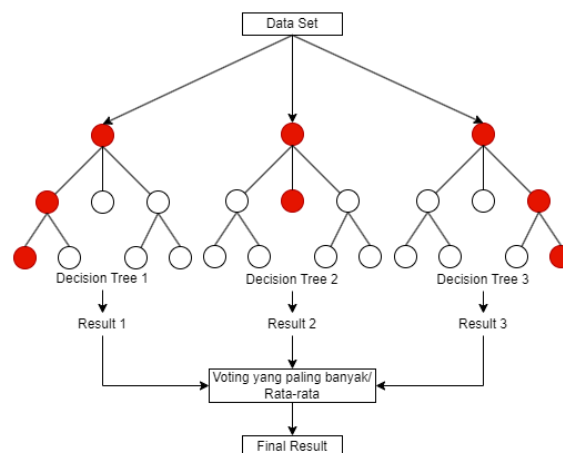 Data Set
Decision Tree 1
Decision Tree 2
Decision Tree 3
Result 1
Result 2
Result 3
Voting yang paling banyak/
Rata-rata
Final Result